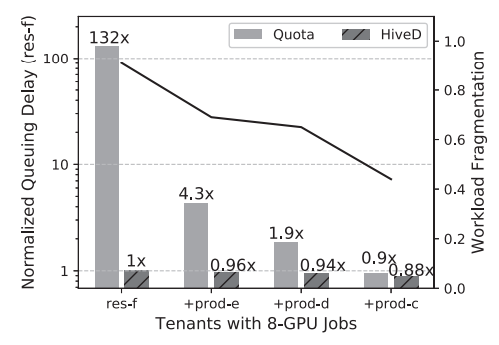 Quota
HiveD
Normalized Queuing Delay (res-f)
100
10
1
132x
1x
4.3x
0.96x
1.9x
0.94x
0.9x
0.88x
1.0
0.8
0.6
0.4
0.2
0.0
Workload Fragmentation
res-f
+prod-e
+prod-d
+prod-c
Tenants with 8-GPU Jobs